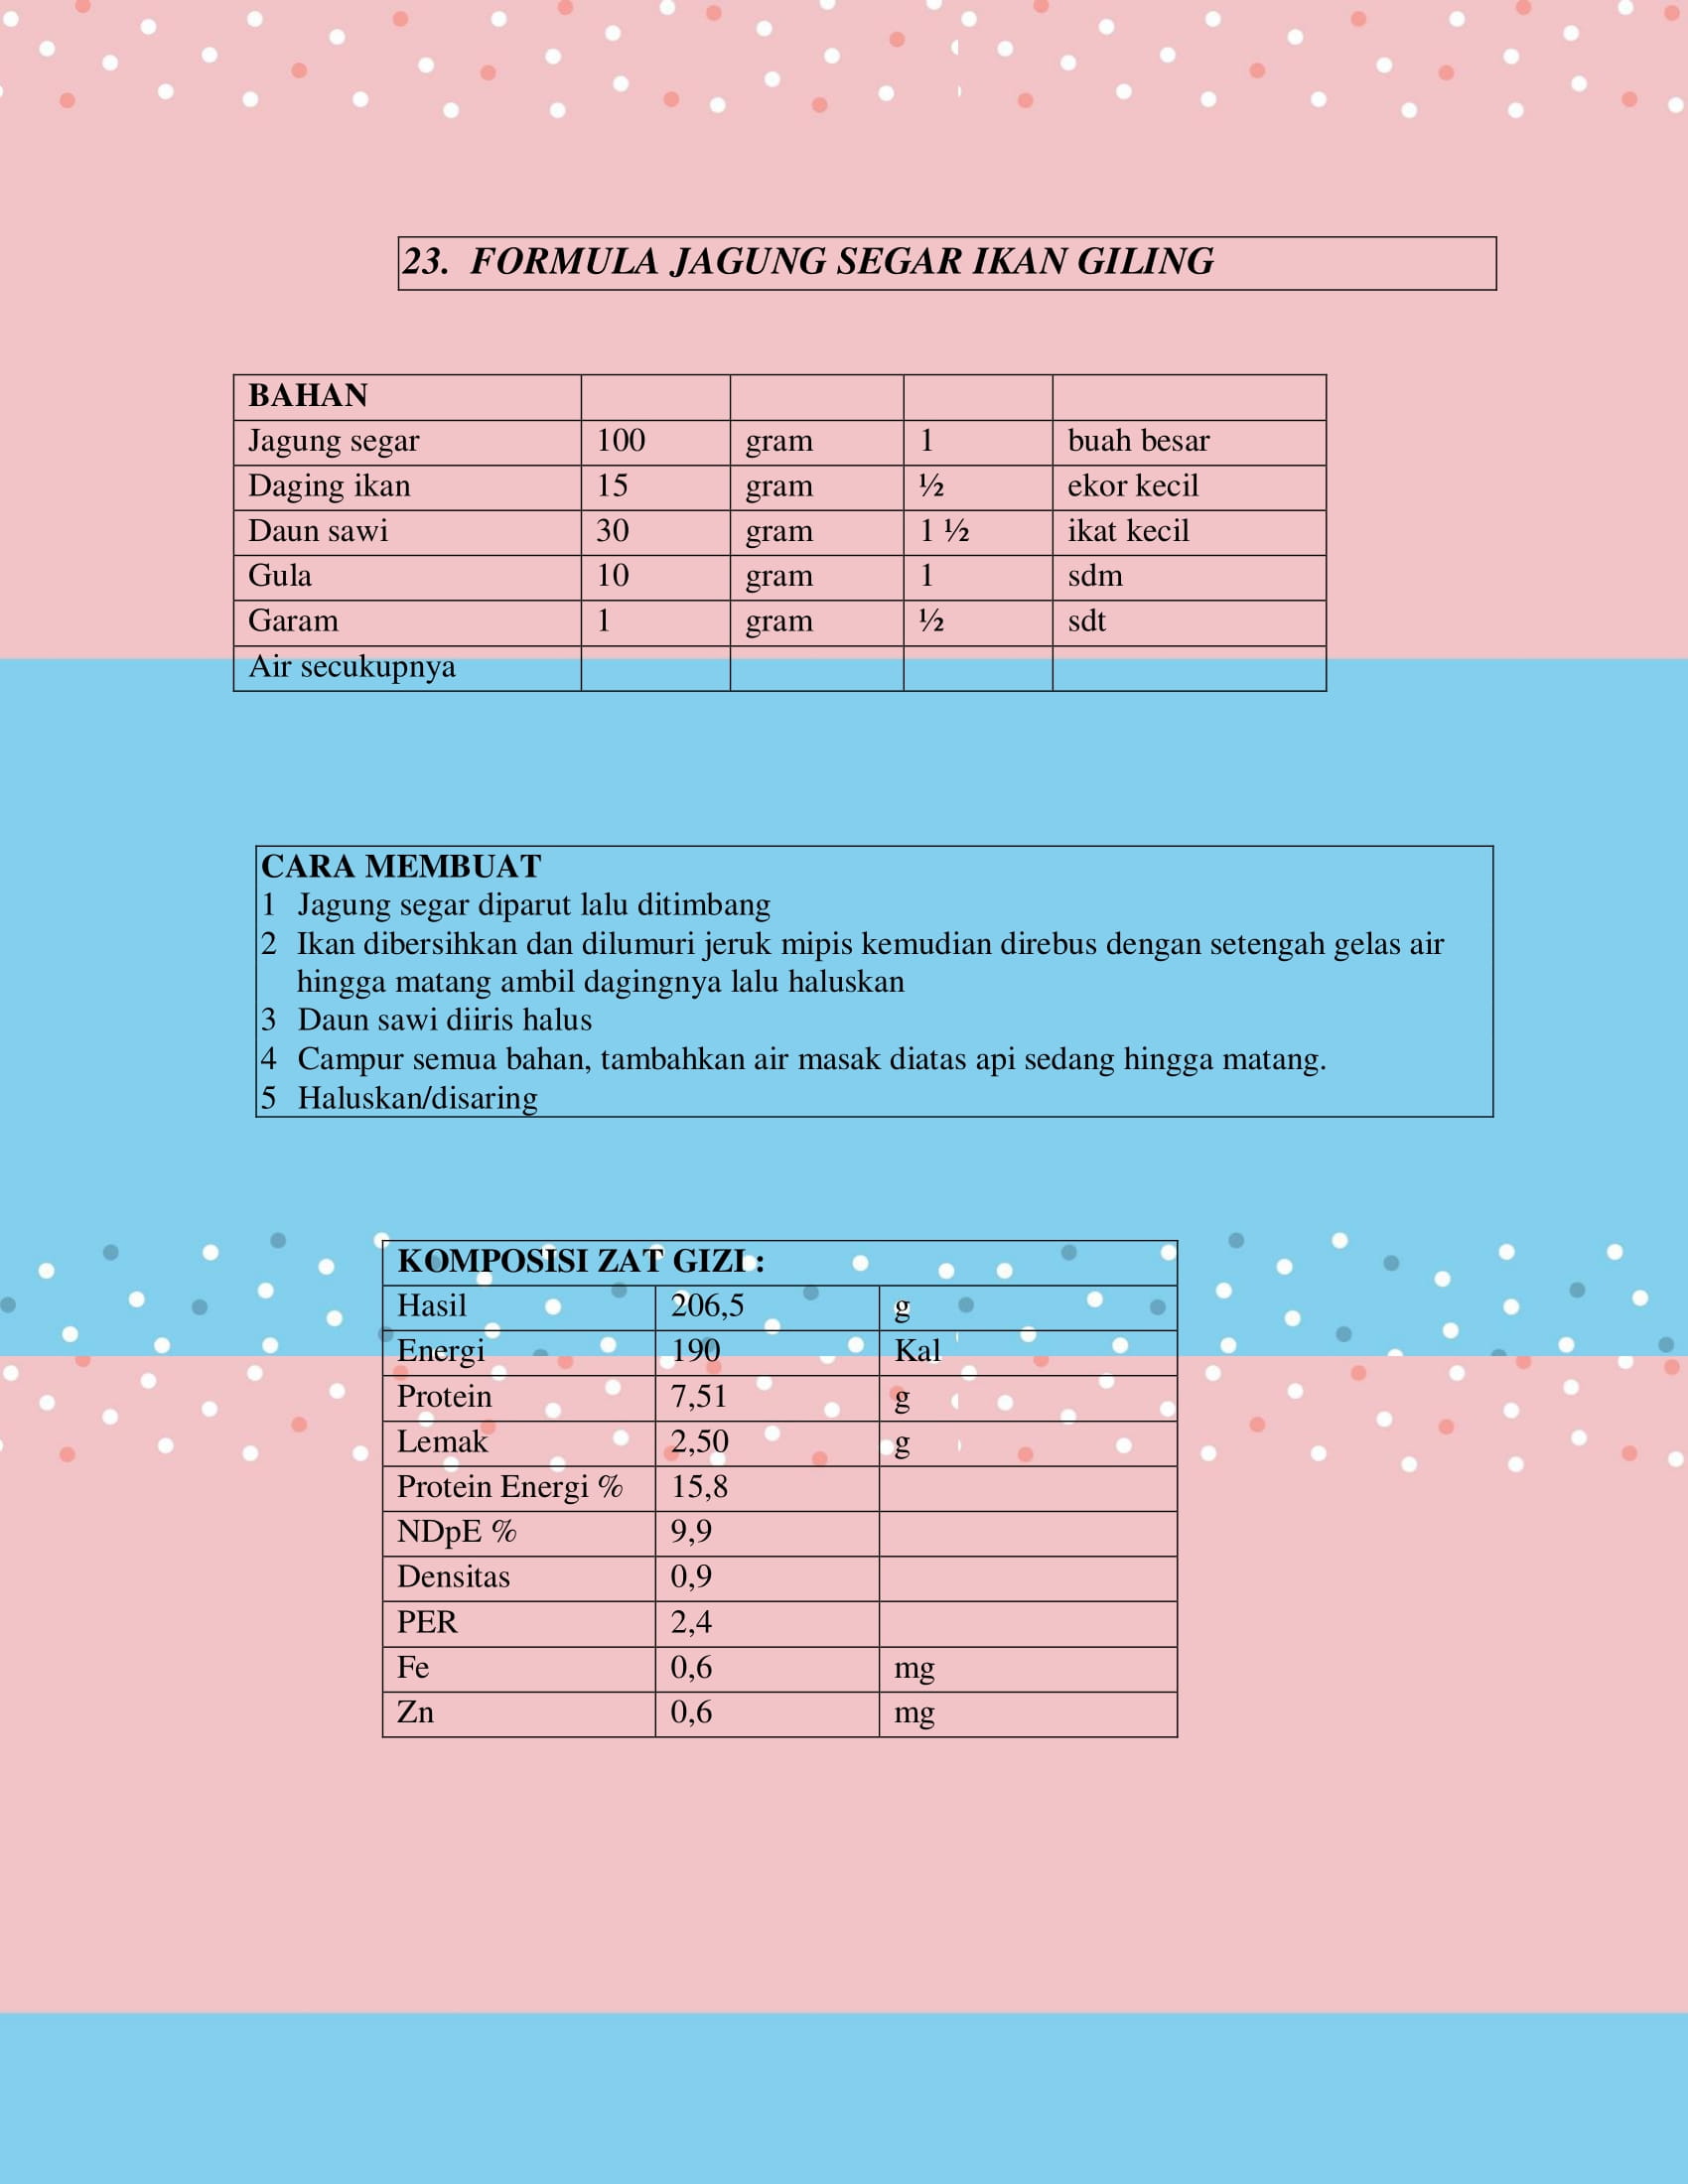 23. FORMULA JAGUNG SEGAR IKAN GILING
BAHAN
Jagung segar 100 gram 1 buah besar
Daging ikan 15 gram ½ ekor kecil
Daun sawi 30 gram 1 ½ ikat kecil
Gula 10 gram 1 sdm
Garam 1 gram ½ sdt
Air secukupnya
CARA MEMBUAT
1 Jagung segar diparut lalu ditimbang
2 Ikan dibersihkan dan dilumuri jeruk mipis kemudian direbus dengan setengah gelas air
hingga matang ambil dagingnya lalu haluskan
3 Daun sawi diiris halus
4 Campur semua bahan, tambahkan air masak diatas api sedang hingga matang.
5 Haluskan/disaring
KOMPOSISI ZAT GIZI :
Hasil 206,5 g
Energi 190 Kal
Protein 7,51 g
Lemak 2,50 g
Protein Energi % 15,8
NDpE % 9,9
Densitas 0,9
PER 2,4
Fe 0,6 mg
Zn 0,6 mg